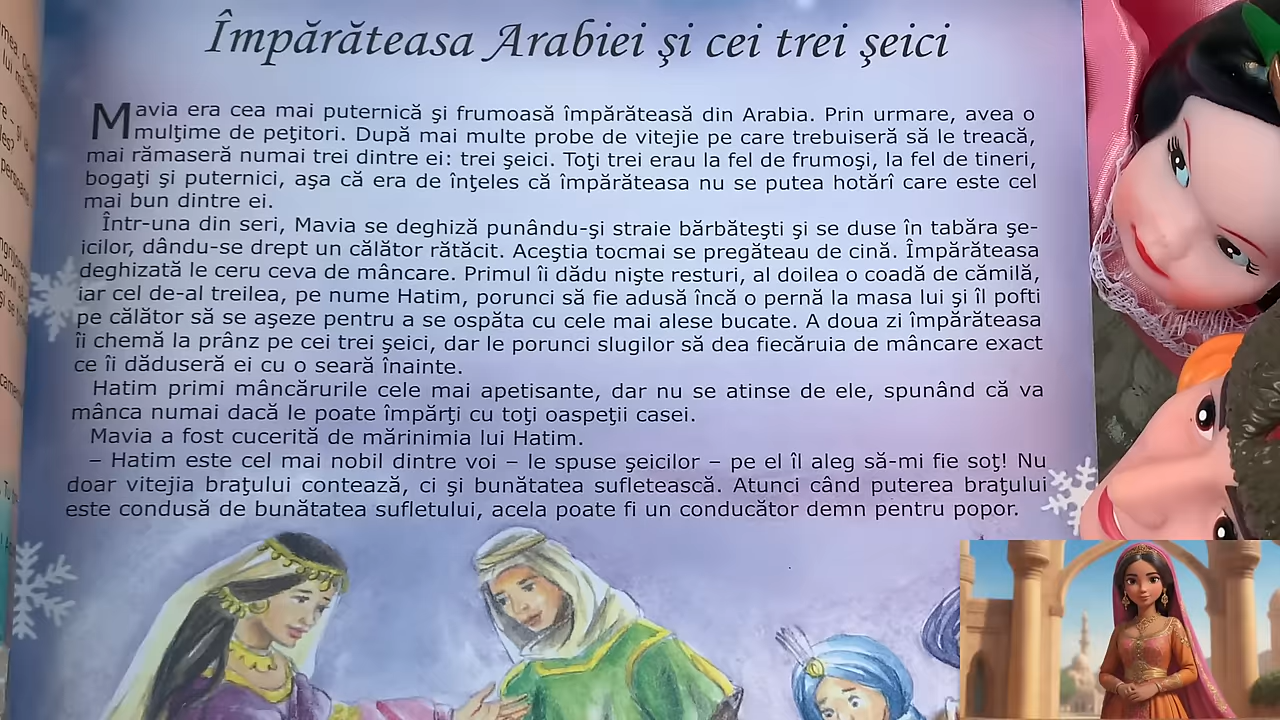 Împărăteasa Arabiei şi cei trei şeici
Mavia era cea mai puternică şi frumoasă împărăteasă din Arabia. Prin urmare, avea o
mulţime de peţitori. După mai multe probe de vitejie pe care trebuiseră să le treacă,
mai rămaseră numai trei dintre ei: trei şeici. Toţi trei erau la fel de frumoşi, la fel de tineri,
bogaţi şi puternici, aşa că era de înţeles că împărăteasa nu se putea hotărî care este cel
mai bun dintre ei.
Într-una din seri, Mavia se deghiză punându-şi straie bărbăteşti şi se duse în tabăra şe-
icilor, dându-se drept un călător rătăcit. Aceştia tocmai se pregăteau de cină. Împărăteasa
deghizată le ceru ceva de mâncare. Primul îi dădu nişte resturi, al doilea o coadă de cămilă,
iar cel de-al treilea, pe nume Hatim, porunci să fie adusă încă o pernă la masa lui şi îl pofti
pe călător să se aşeze pentru a se ospăta cu cele mai alese bucate. A doua zi împărăteasa
îi chemă la prânz pe cei trei şeici, dar le porunci slugilor să dea fiecăruia de mâncare exact
ce îi dăduseră ei cu o seară înainte.
Hatim primi mâncărurile cele mai apetisante, dar nu se atinse de ele, spunând că va
mânca numai dacă le poate împărţi cu toţi oaspeţii casei.
Mavia a fost cucerită de mărinimia lui Hatim.
– Hatim este cel mai nobil dintre voi – le spuse şeicilor – pe el îl aleg să-mi fie soţ! Nu
doar vitejia braţului contează, ci şi bunătatea sufletească. Atunci când puterea braţului
este condusă de bunătatea sufletului, acela poate fi un conducător demn pentru popor.